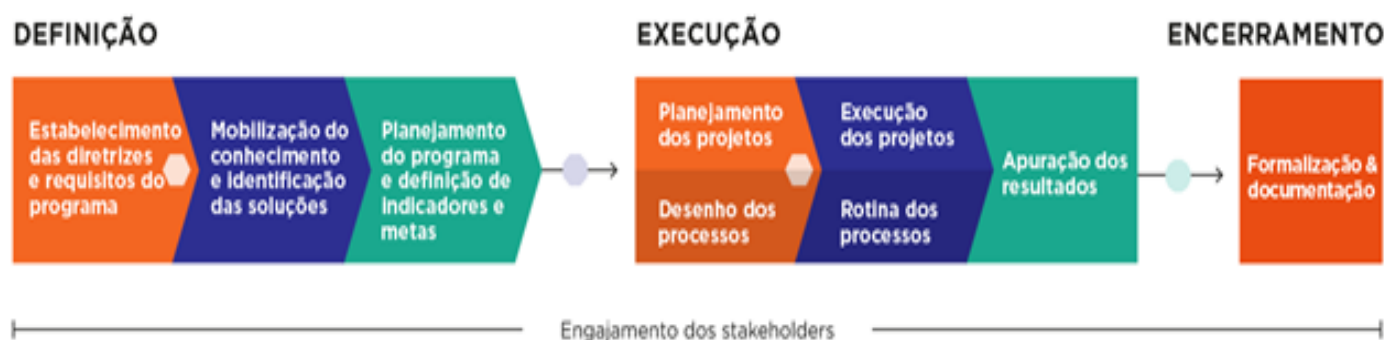 DEFINIÇÃO
Estabelecimento
das diretrizes
e requisitos do
programa
Mobilização do
conhecimento
e identificação
das soluções
Planejamento
do programa
e definição de
indicadores e
metas
EXECUÇÃO
Planejamento
dos projetos
Desenho dos
processos
Execução
dos projetos
Rotina dos
processos
Apuração dos
resultados
ENCERRAMENTO
Formalização &
documentação
Engajamento dos stakeholders